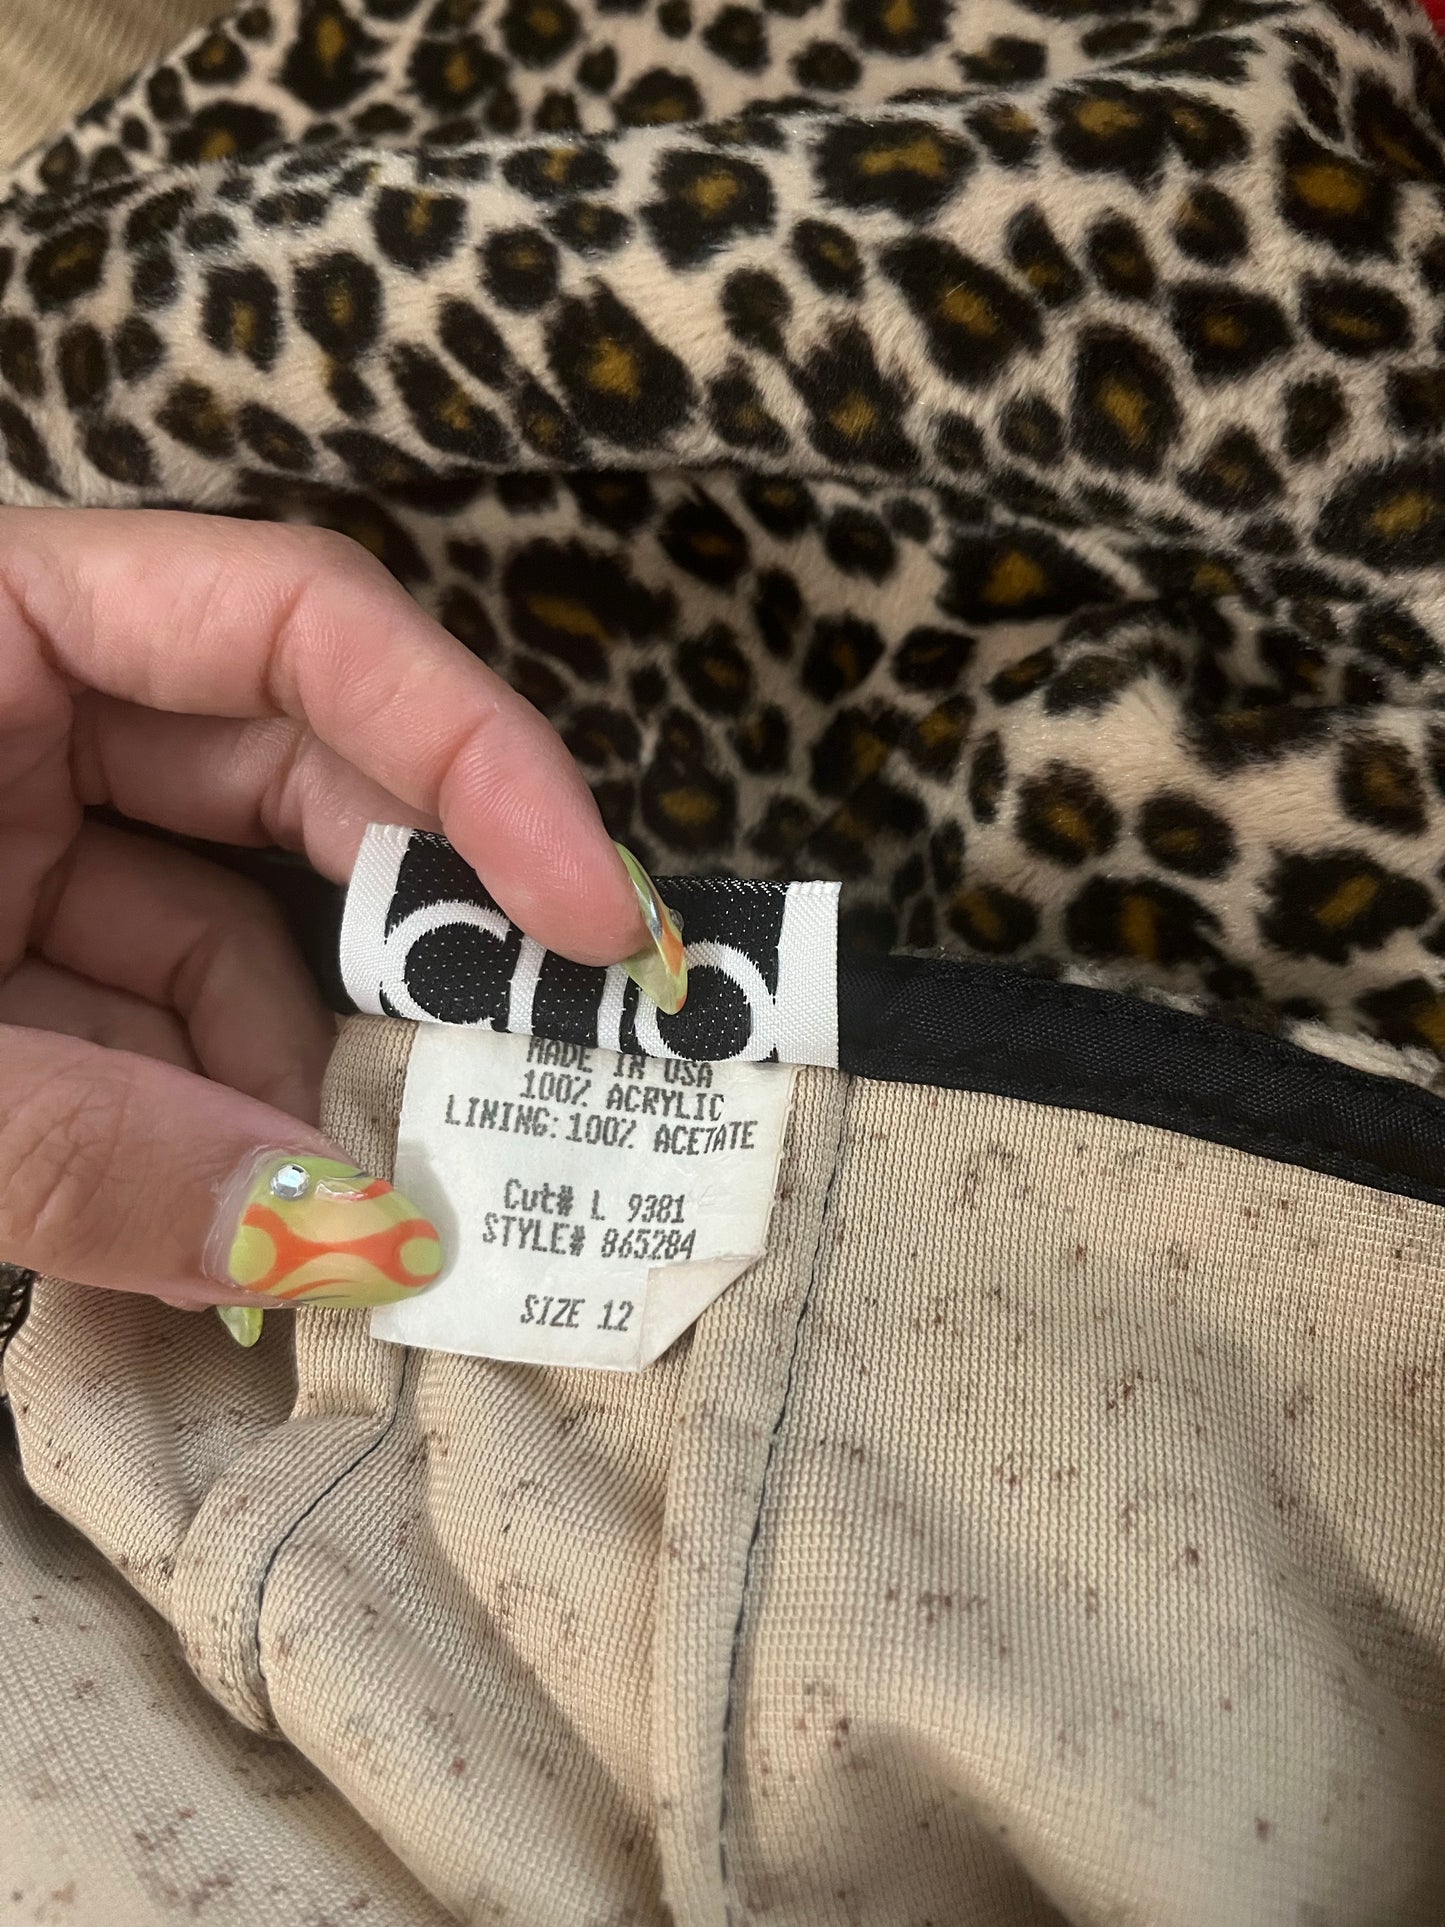 MADE IN USA
100% ACRYLIC
LINING: 100% ACETATE
Cut# L 9381
STYLE# 865284
SIZE 12